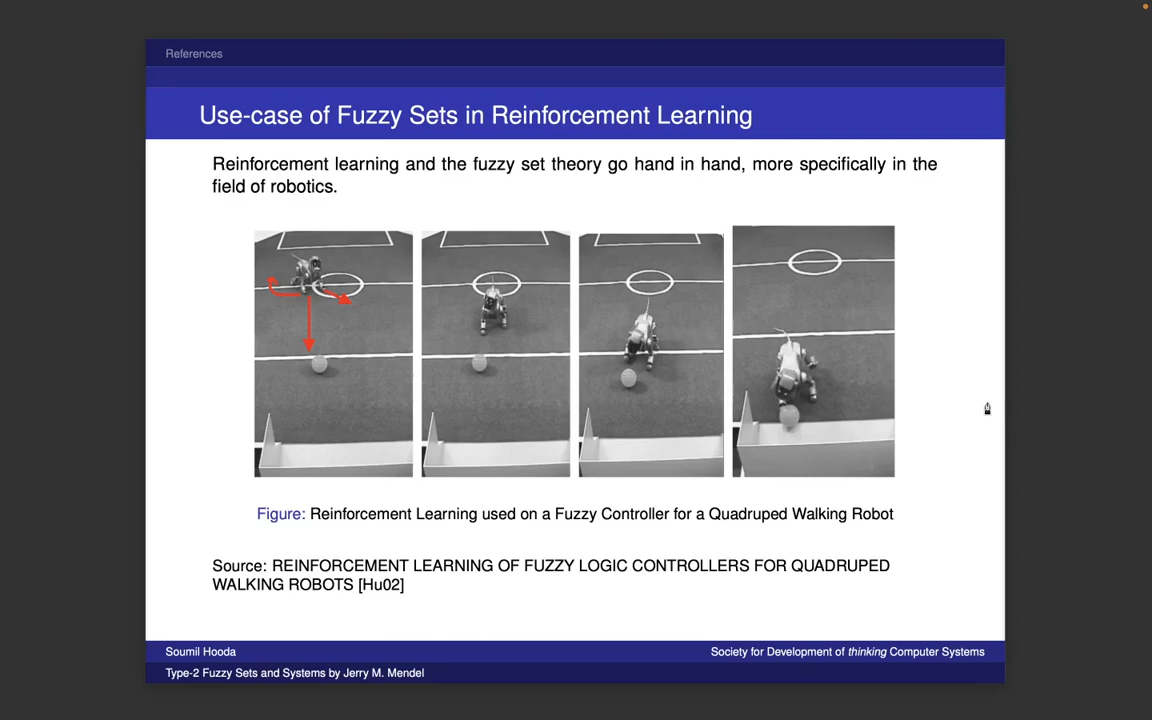 References
Use-case of Fuzzy Sets in Reinforcement Learning
Reinforcement learning and the fuzzy set theory go hand in hand, more specifically in the
field of robotics.
Figure: Reinforcement Learning used on a Fuzzy Controller for a Quadruped Walking Robot
Source: REINFORCEMENT LEARNING OF FUZZY LOGIC CONTROLLERS FOR QUADRUPED
WALKING ROBOTS [Hu02]
Soumil Hooda
Society for Development of thinking Computer Systems
Type-2 Fuzzy Sets and Systems by Jerry M. Mendel